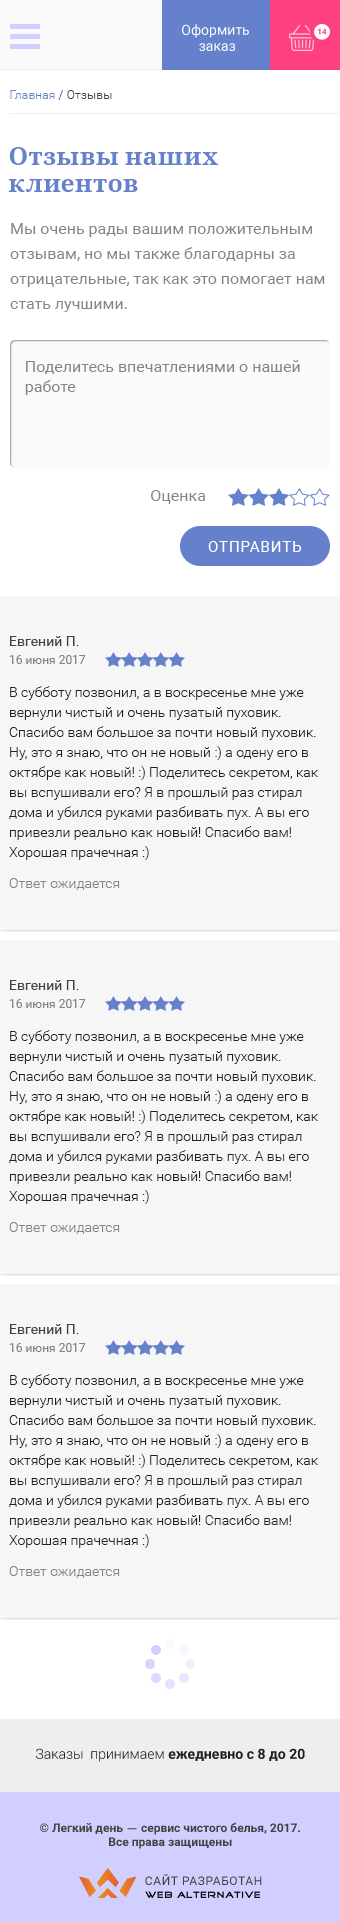 Оформить
заказ
14
Главная / Отзывы
Отзывы наших
клиентов
Мы очень рады вашим положительным
отзывам, но мы также благодарны за
отрицательные, так как это помогает нам
стать лучшими.
Поделитесь впечатлениями о нашей
работе
Оценка
ОТПРАВИТЬ
Евгений П.
16 июня 2017
В субботу позвонил, а в воскресенье мне уже
вернули чистый и очень пузатый пуховик.
Спасибо вам большое за почти новый пуховик.
Ну, это я знаю, что он не новый :) а одену его в
октябре как новый! :) Поделитесь секретом, как
вы вспушивали его? Я в прошлый раз стирал
дома и убился руками разбивать пух. А вы его
привезли реально как новый! Спасибо вам!
Хорошая прачечная :)
Ответ ожидается
Евгений П.
16 июня 2017
В субботу позвонил, а в воскресенье мне уже
вернули чистый и очень пузатый пуховик.
Спасибо вам большое за почти новый пуховик.
Ну, это я знаю, что он не новый :) а одену его в
октябре как новый! :) Поделитесь секретом, как
вы вспушивали его? Я в прошлый раз стирал
дома и убился руками разбивать пух. А вы его
привезли реально как новый! Спасибо вам!
Хорошая прачечная :)
Ответ ожидается
Евгений П.
16 июня 2017
В субботу позвонил, а в воскресенье мне уже
вернули чистый и очень пузатый пуховик.
Спасибо вам большое за почти новый пуховик.
Ну, это я знаю, что он не новый :) а одену его в
октябре как новый! :) Поделитесь секретом, как
вы вспушивали его? Я в прошлый раз стирал
дома и убился руками разбивать пух. А вы его
привезли реально как новый! Спасибо вам!
Хорошая прачечная :)
Ответ ожидается
Заказы принимаем ежедневно с 8 до 20
© Легкий день — сервис чистого белья, 2017.
Все права защищены
САЙТ РАЗРАБОТАН
WEB ALTERNATIVE